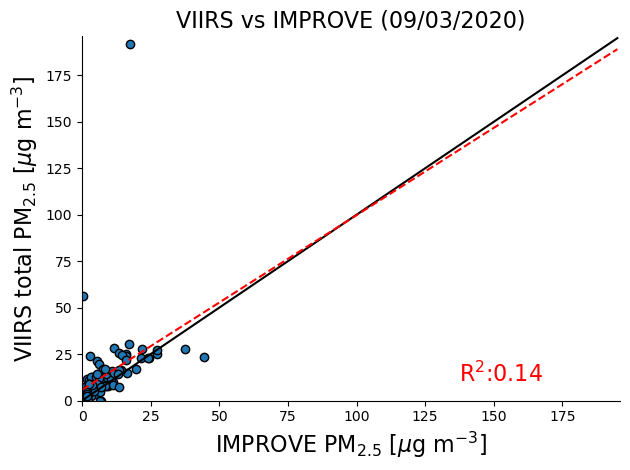 VIIRS vs IMPROVE (09/03/2020)
VIIRS total PM2.5 [μg m−3]
175
150
125
100
75
50
25
0
R2:0.14
0 25 50 75 100 125 150 175
IMPROVE PM2.5 [μg m−3]